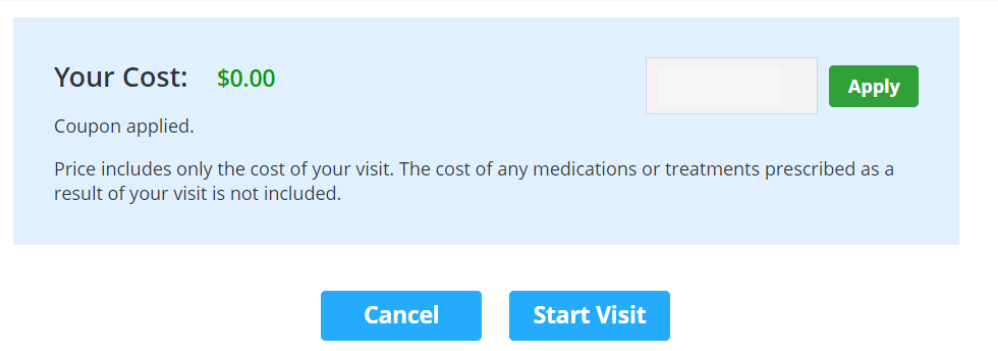 Your Cost: $0.00
Apply
Coupon applied.
Price includes only the cost of your visit. The cost of any medications or treatments prescribed as a
result of your visit is not included.
Cancel
Start Visit